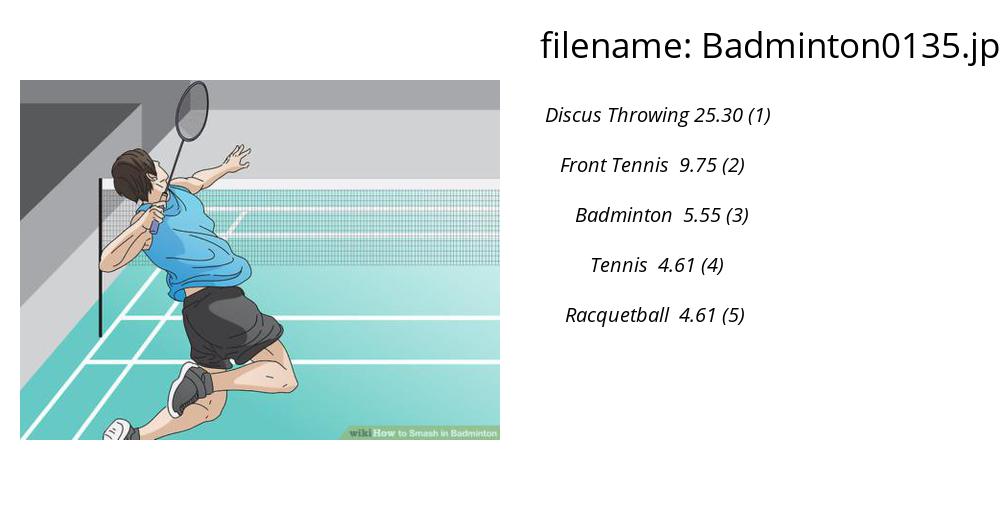 filename: Badminton0135.jp
Discus Throwing 25.30 (1)
Front Tennis 9.75 (2)
Badminton 5.55 (3)
Tennis 4.61 (4)
Racquetball 4.61 (5)
wikiHow to Smash in Badminton